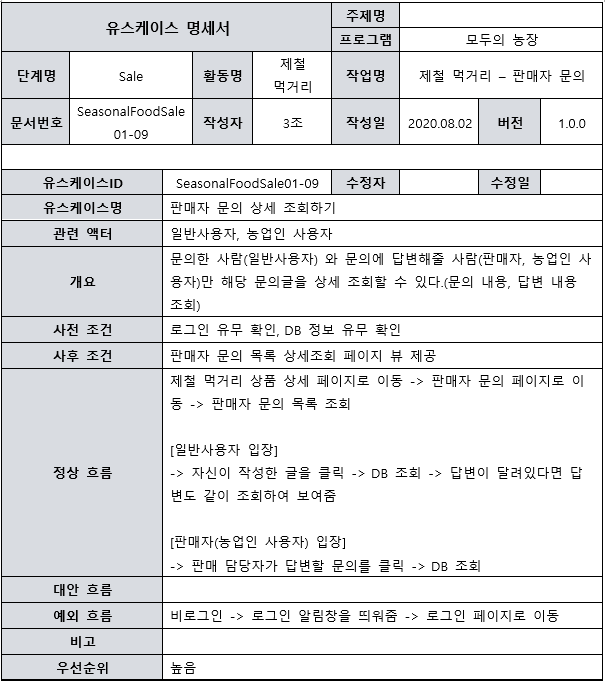 유스케이스 명세서
주제명
프로그램 모두의 농장
단계명 Sale 활동명 제철
먹거리 작업명 제철 먹거리 – 판매자 문의
문서번호 SeasonalFoodSale
01-09 작성자 3조 작성일 2020.08.02 버전 1.0.0
유스케이스ID SeasonalFoodSale01-09 수정자 수정일
유스케이스명 판매자 문의 상세 조회하기
관련 액터 일반사용자, 농업인 사용자
개요 문의한 사람(일반사용자) 와 문의에 답변해줄 사람(판매자, 농업인 사
용자)만 해당 문의글을 상세 조회할 수 있다.(문의 내용, 답변 내용
조회)
사전 조건 로그인 유무 확인, DB 정보 유무 확인
사후 조건 판매자 문의 목록 상세조회 페이지 뷰 제공
정상 흐름 제철 먹거리 상품 상세 페이지로 이동 -> 판매자 문의 페이지로 이
동 -> 판매자 문의 목록 조회
[일반사용자 입장]
-> 자신이 작성한 글을 클릭 -> DB 조회 -> 답변이 달려있다면 답
변도 같이 조회하여 보여줌
[판매자(농업인 사용자) 입장]
-> 판매 담당자가 답변할 문의를 클릭 -> DB 조회
대안 흐름
예외 흐름 비로그인 -> 로그인 알림창을 띄워줌 -> 로그인 페이지로 이동
비고
우선순위 높음